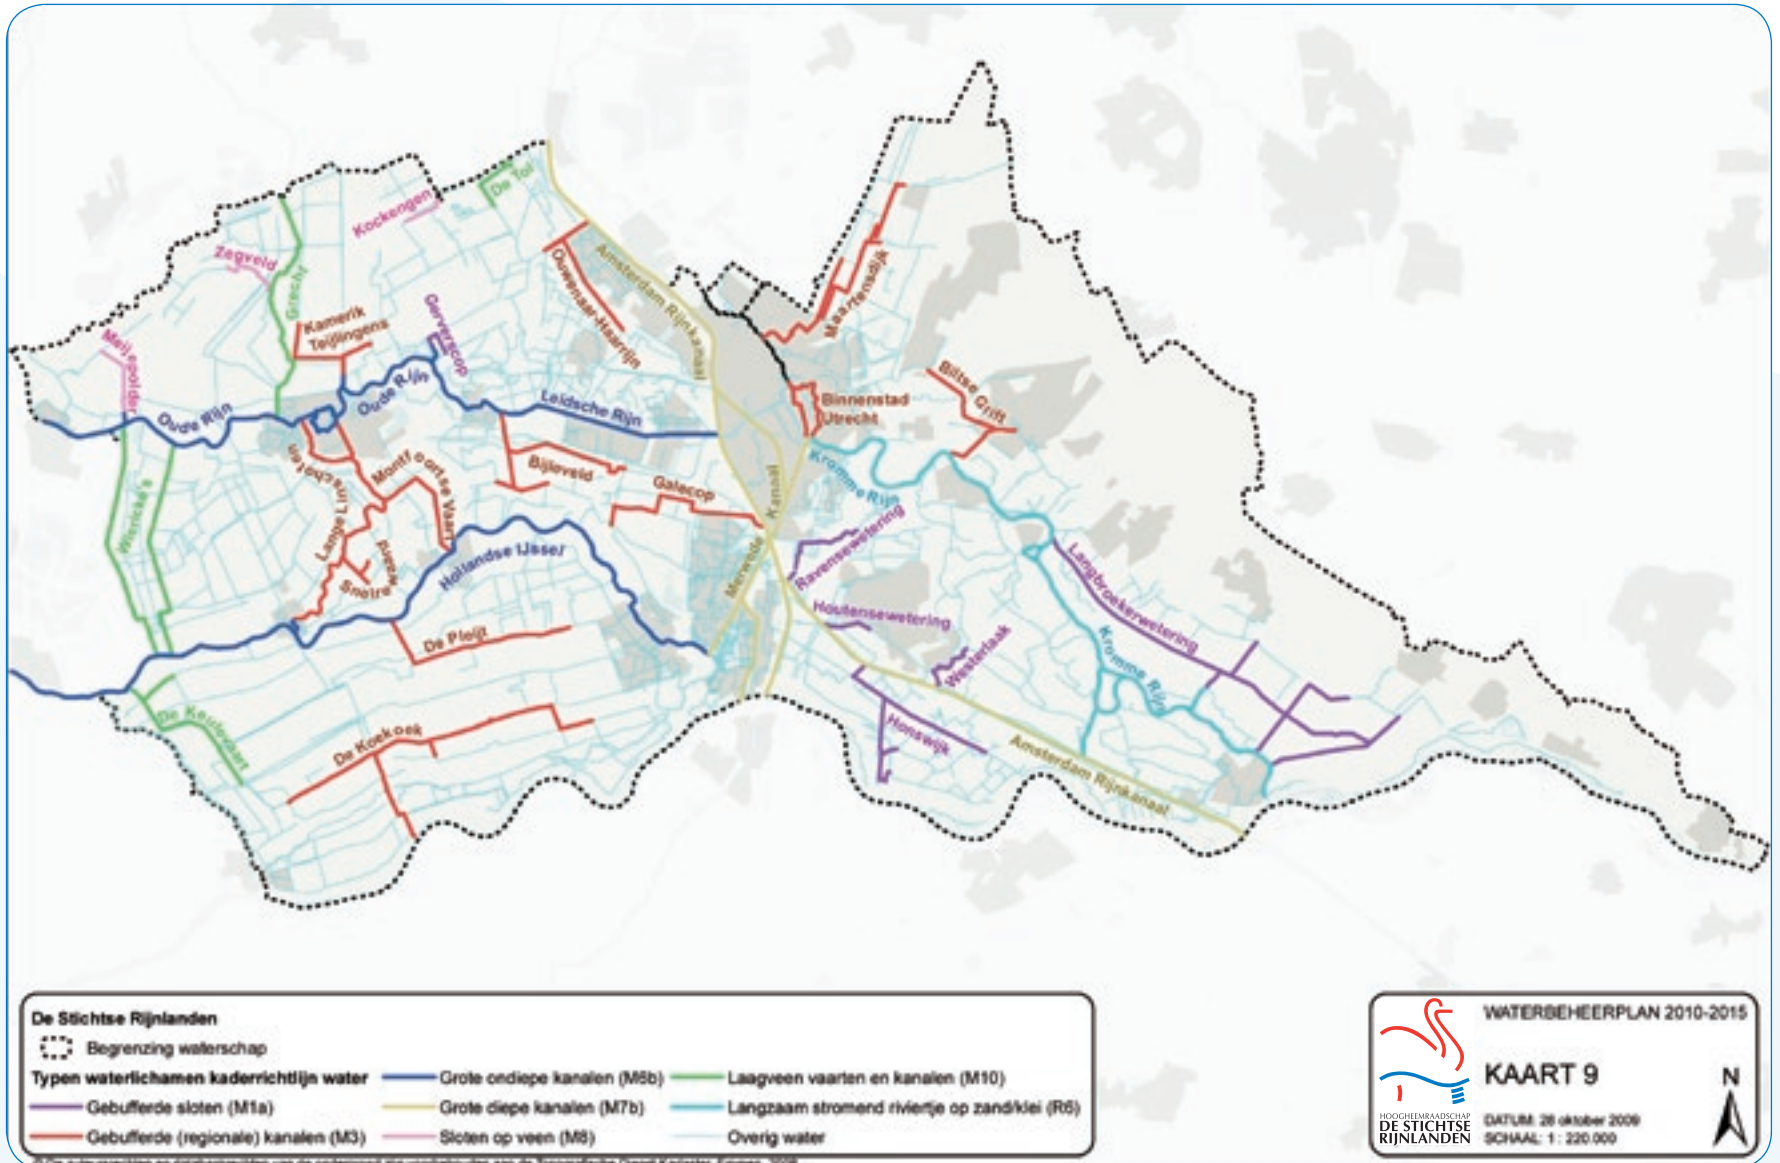 De Tol
Kockengen
Zegveld
Grecht
Amsterdam Rijnkanaal
Ouwenaar-Haarrijn
Maartensdijk
Kamerik
Teijlingens
Gerverscop
Meijepolder
Oude Rijn
Oude Rijn
Leidsche Rijn
Binnenstad
Utrecht
Biltse Grift
Kromme Rijn
Bijleveld
Galecop
Montfoortse Vaart
Lange Linschoten
Wiericke's
Kanaal
Merwede
Ravensewetering
Hollandse IJssel
Snelrewaard
Houtensewetering
Langbroekerwetering
Westerlaak
Kromme Rijn
De Pleijt
De Keulevaart
De Koekoek
Honswijk
Amsterdam Rijnkanaal
De Stichtse Rijnlanden
Begrenzing waterschap
Typen waterlichamen kaderrichtlijn water
Gebufferde sloten (M1a)
Gebufferde (regionale) kanalen (M3)
Grote ondiepe kanalen (M6b)
Grote diepe kanalen (M7b)
Sloten op veen (M8)
Laagveen vaarten en kanalen (M10)
Langzaam stromend riviertje op zand/klei (R6)
Overig water
WATERBEHEERPLAN 2010-2015
KAART 9
N
DATUM: 28 oktober 2009
SCHAAL: 1 : 220.000
HOOGHEEMRAADSCHAP
DE STICHTSE
RIJNLANDEN